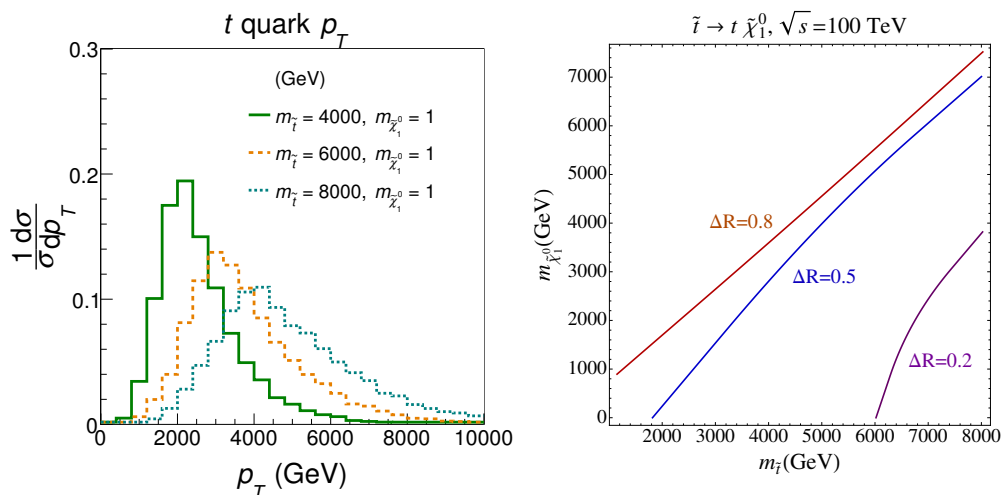 t quark p_T
(GeV)
m_t̃ = 4000, m_χ̃₁⁰ = 1
m_t̃ = 6000, m_χ̃₁⁰ = 1
m_t̃ = 8000, m_χ̃₁⁰ = 1
1 dσ
σ dp_T
0.3
0.2
0.1
0
0 2000 4000 6000 8000 10000
p_T (GeV)
t̃ → t χ̃₁⁰, √s =100 TeV
m_χ̃₁⁰(GeV)
7000
6000
5000
4000
3000
2000
1000
0
ΔR=0.8
ΔR=0.5
ΔR=0.2
2000 3000 4000 5000 6000 7000 8000
m_t̃(GeV)